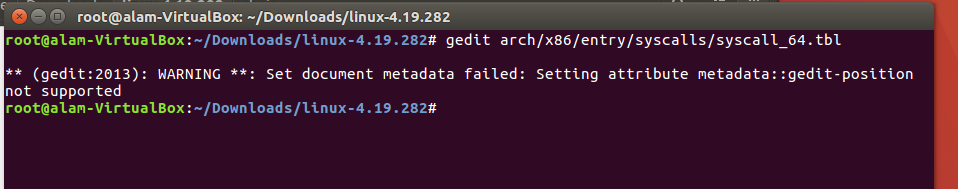 root@alam-VirtualBox: ~/Downloads/linux-4.19.282
root@alam-VirtualBox:~/Downloads/linux-4.19.282# gedit arch/x86/entry/syscalls/syscall_64.tbl
** (gedit:2013): WARNING **: Set document metadata failed: Setting attribute metadata::gedit-position
not supported
root@alam-VirtualBox:~/Downloads/linux-4.19.282#